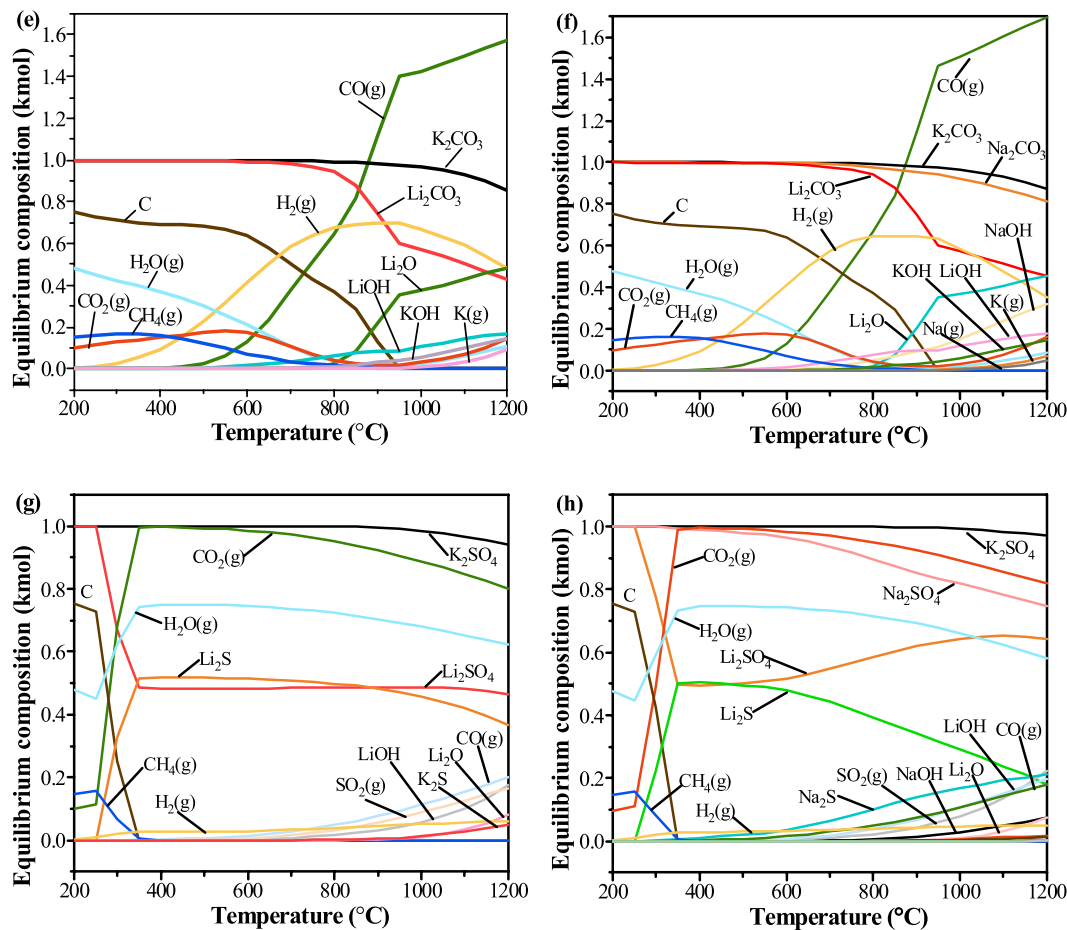 (e)
Equilibrium composition (kmol)
1.6
1.4
1.2
1.0
0.8
0.6
0.4
0.2
0.0
CO(g)
K₂CO₃
Li₂CO₃
H₂(g)
C
H₂O(g)
Li₂O
LiOH
CO₂(g)
CH₄(g)
KOH
K(g)
200 400 600 800 1000 1200
Temperature (°C)
(f)
Equilibrium composition (kmol)
1.6
1.4
1.2
1.0
0.8
0.6
0.4
0.2
0.0
CO(g)
K₂CO₃
Na₂CO₃
Li₂CO₃
C
H₂(g)
NaOH
H₂O(g)
KOH
LiOH
CO₂(g)
CH₄(g)
K(g)
Li₂O
Na(g)
200 400 600 800 1000 1200
Temperature (°C)
(g)
Equilibrium composition (kmol)
1.0
0.8
0.6
0.4
0.2
0.0
K₂SO₄
CO₂(g)
C
H₂O(g)
Li₂S
Li₂SO₄
CO(g)
LiOH
Li₂O
CH₄(g)
SO₂(g)
K₂S
H₂(g)
200 400 600 800 1000 1200
Temperature (°C)
(h)
Equilibrium composition (kmol)
1.0
0.8
0.6
0.4
0.2
0.0
K₂SO₄
CO₂(g)
Na₂SO₄
C
H₂O(g)
Li₂SO₄
Li₂S
LiOH
CO(g)
CH₄(g)
SO₂(g)
NaOH
Li₂O
Na₂S
H₂(g)
200 400 600 800 1000 1200
Temperature (°C)